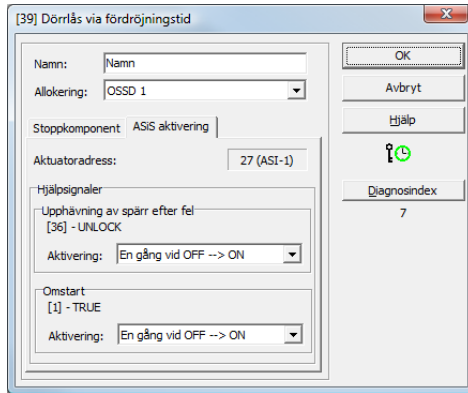 [39] Dörrlås via fördröjningstid
Namn: Namn
Allokering: OSSD 1
Stoppkomponent ASiS aktivering
Aktuatoradress: 27 (ASI-1)
Hjälpsignaler
Upphävning av spärr efter fel
[36] - UNLOCK
Aktivering: En gång vid OFF --> ON
Omstart
[1] - TRUE
Aktivering: En gång vid OFF --> ON
OK
Avbryt
Hjälp
Diagnosindex
7